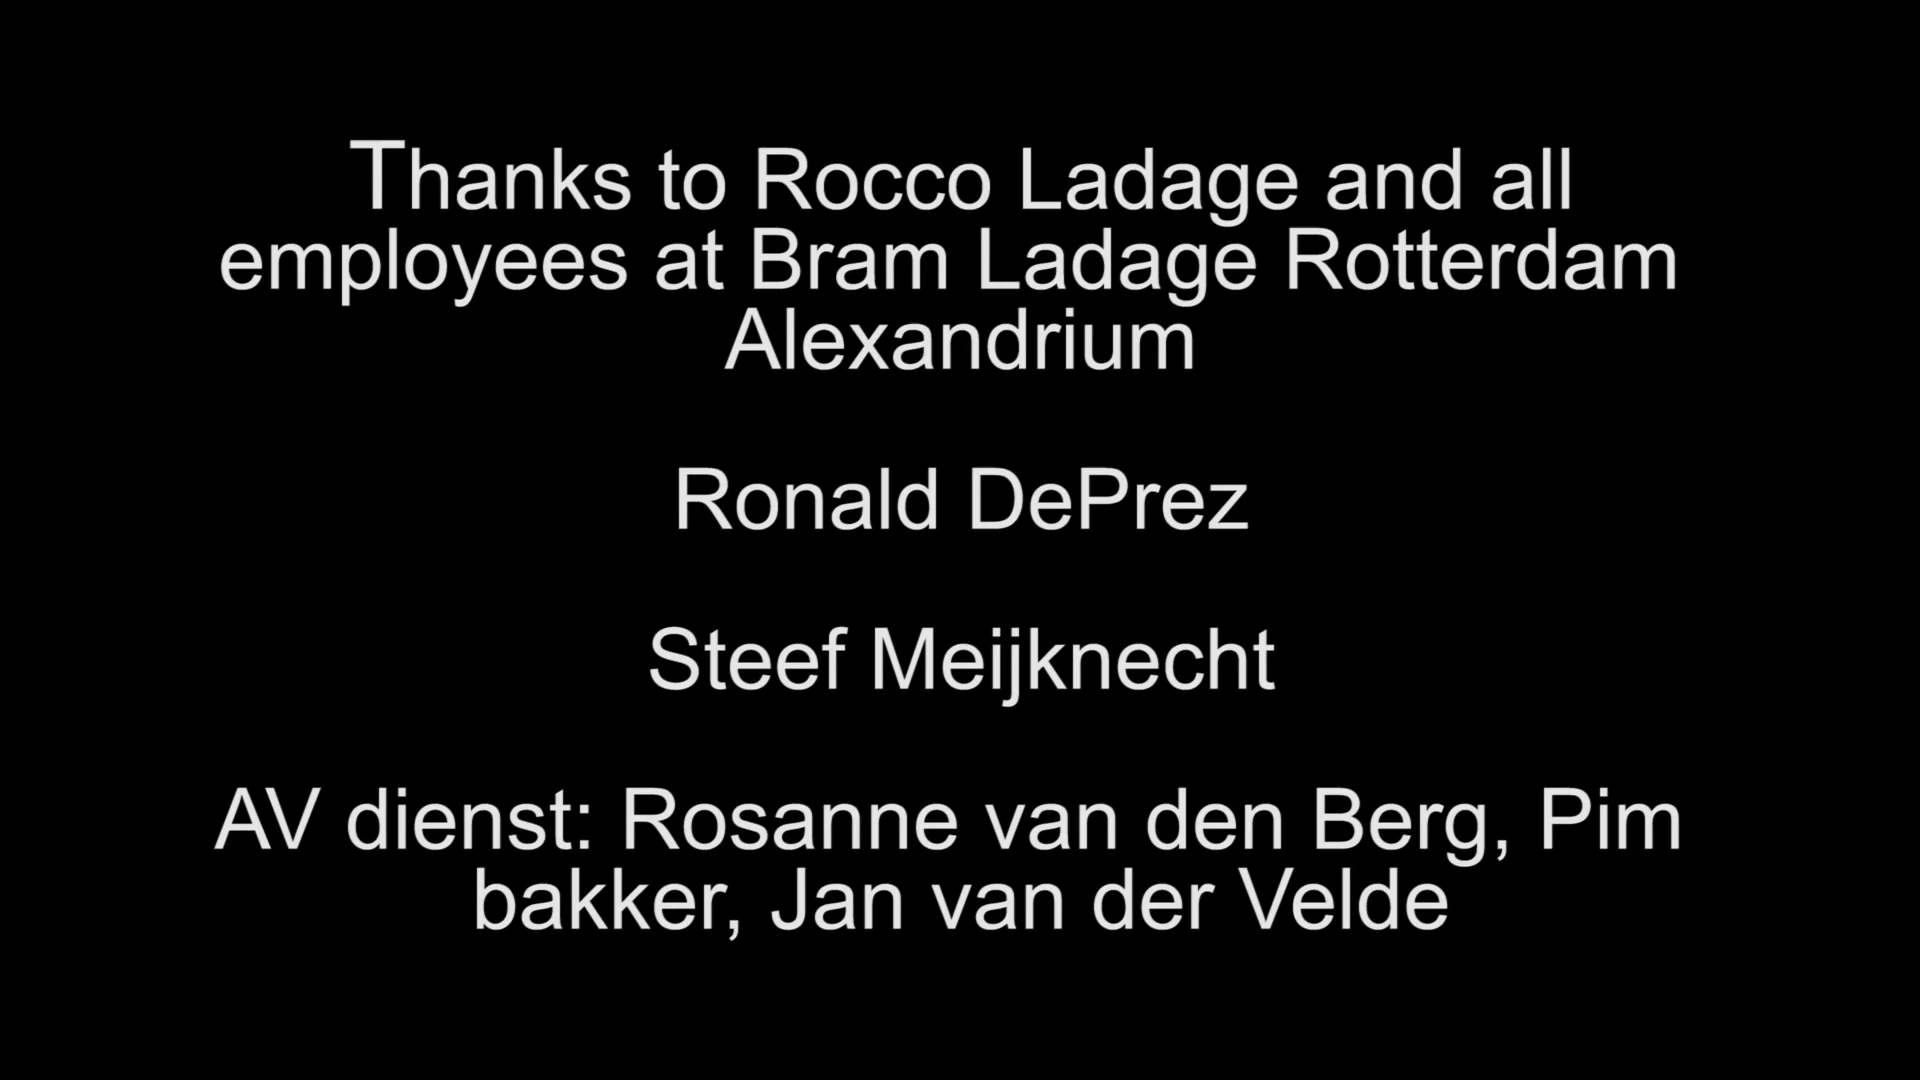 Thanks to Rocco Ladage and all
employees at Bram Ladage Rotterdam
Alexandrium
Ronald DePrez
Steef Meijknecht
AV dienst: Rosanne van den Berg, Pim
bakker, Jan van der Velde